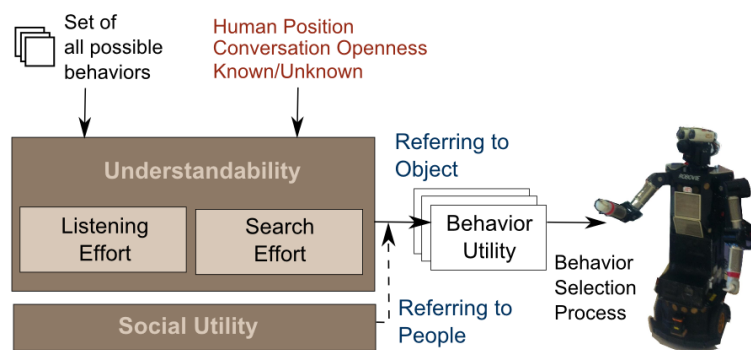 Set of
all possible
behaviors
Human Position
Conversation Openness
Known/Unknown
Understandability
Listening
Effort
Search
Effort
Social Utility
Referring to
Object
Referring to
People
Behavior
Utility
Behavior
Selection
Process
ROBOVIE